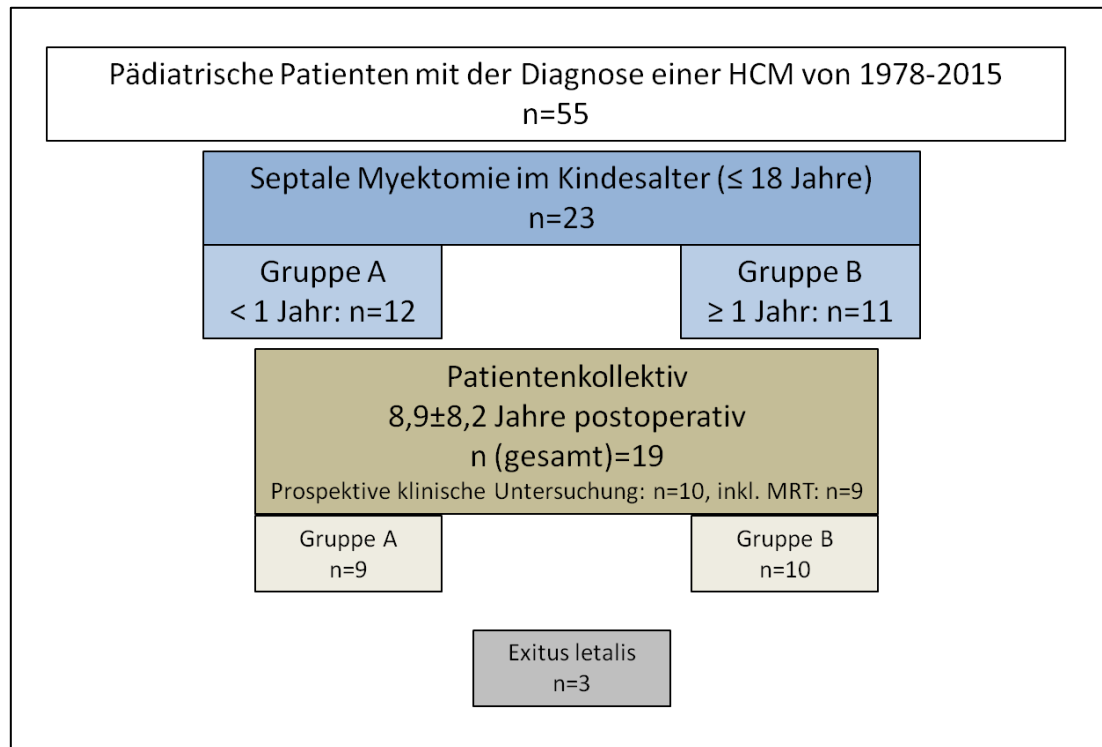 Pädiatrische Patienten mit der Diagnose einer HCM von 1978-2015
n=55
Septale Myektomie im Kindesalter (≤ 18 Jahre)
n=23
Gruppe A
< 1 Jahr: n=12
Gruppe B
≥ 1 Jahr: n=11
Patientenkollektiv
8,9±8,2 Jahre postoperativ
n (gesamt)=19
Prospektive klinische Untersuchung: n=10, inkl. MRT: n=9
Gruppe A
n=9
Gruppe B
n=10
Exitus letalis
n=3